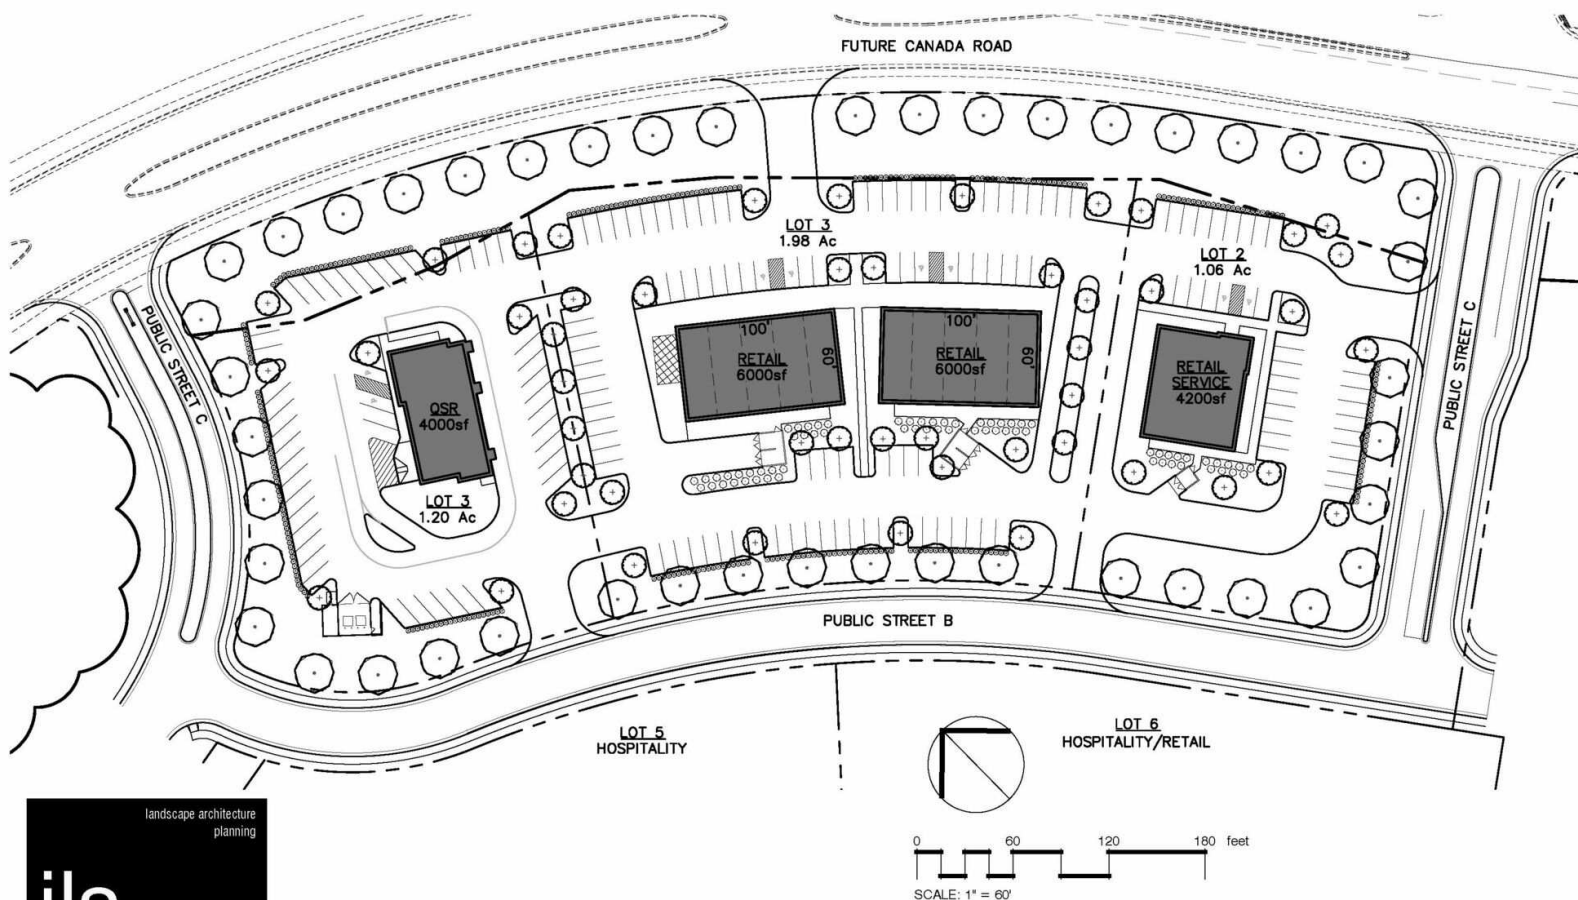 FUTURE CANADA ROAD
LOT 3
1.98 Ac
LOT 2
1.06 Ac
PUBLIC STREET C
PUBLIC STREET C
100'
RETAIL
6000sf
60'
100'
RETAIL
6000sf
60'
RETAIL
SERVICE
4200sf
QSR
4000sf
LOT 3
1.20 Ac
PUBLIC STREET B
LOT 5
HOSPITALITY
LOT 6
HOSPITALITY/RETAIL
landscape architecture
planning
0 60 120 180 feet
SCALE: 1" = 60'